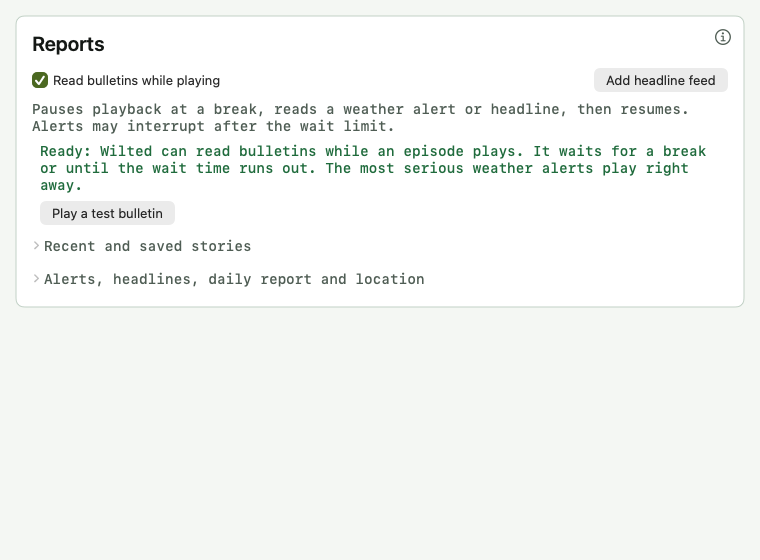 Reports
Read bulletins while playing
Add headline feed
Pauses playback at a break, reads a weather alert or headline, then resumes.
Alerts may interrupt after the wait limit.
Ready: Wilted can read bulletins while an episode plays. It waits for a break
or until the wait time runs out. The most serious weather alerts play right
away.
Play a test bulletin
Recent and saved stories
Alerts, headlines, daily report and location